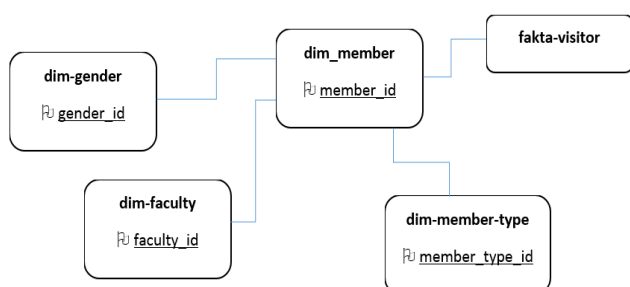 dim-gender
gender_id
dim_member
member_id
fakta-visitor
dim-faculty
faculty_id
dim-member-type
member_type_id